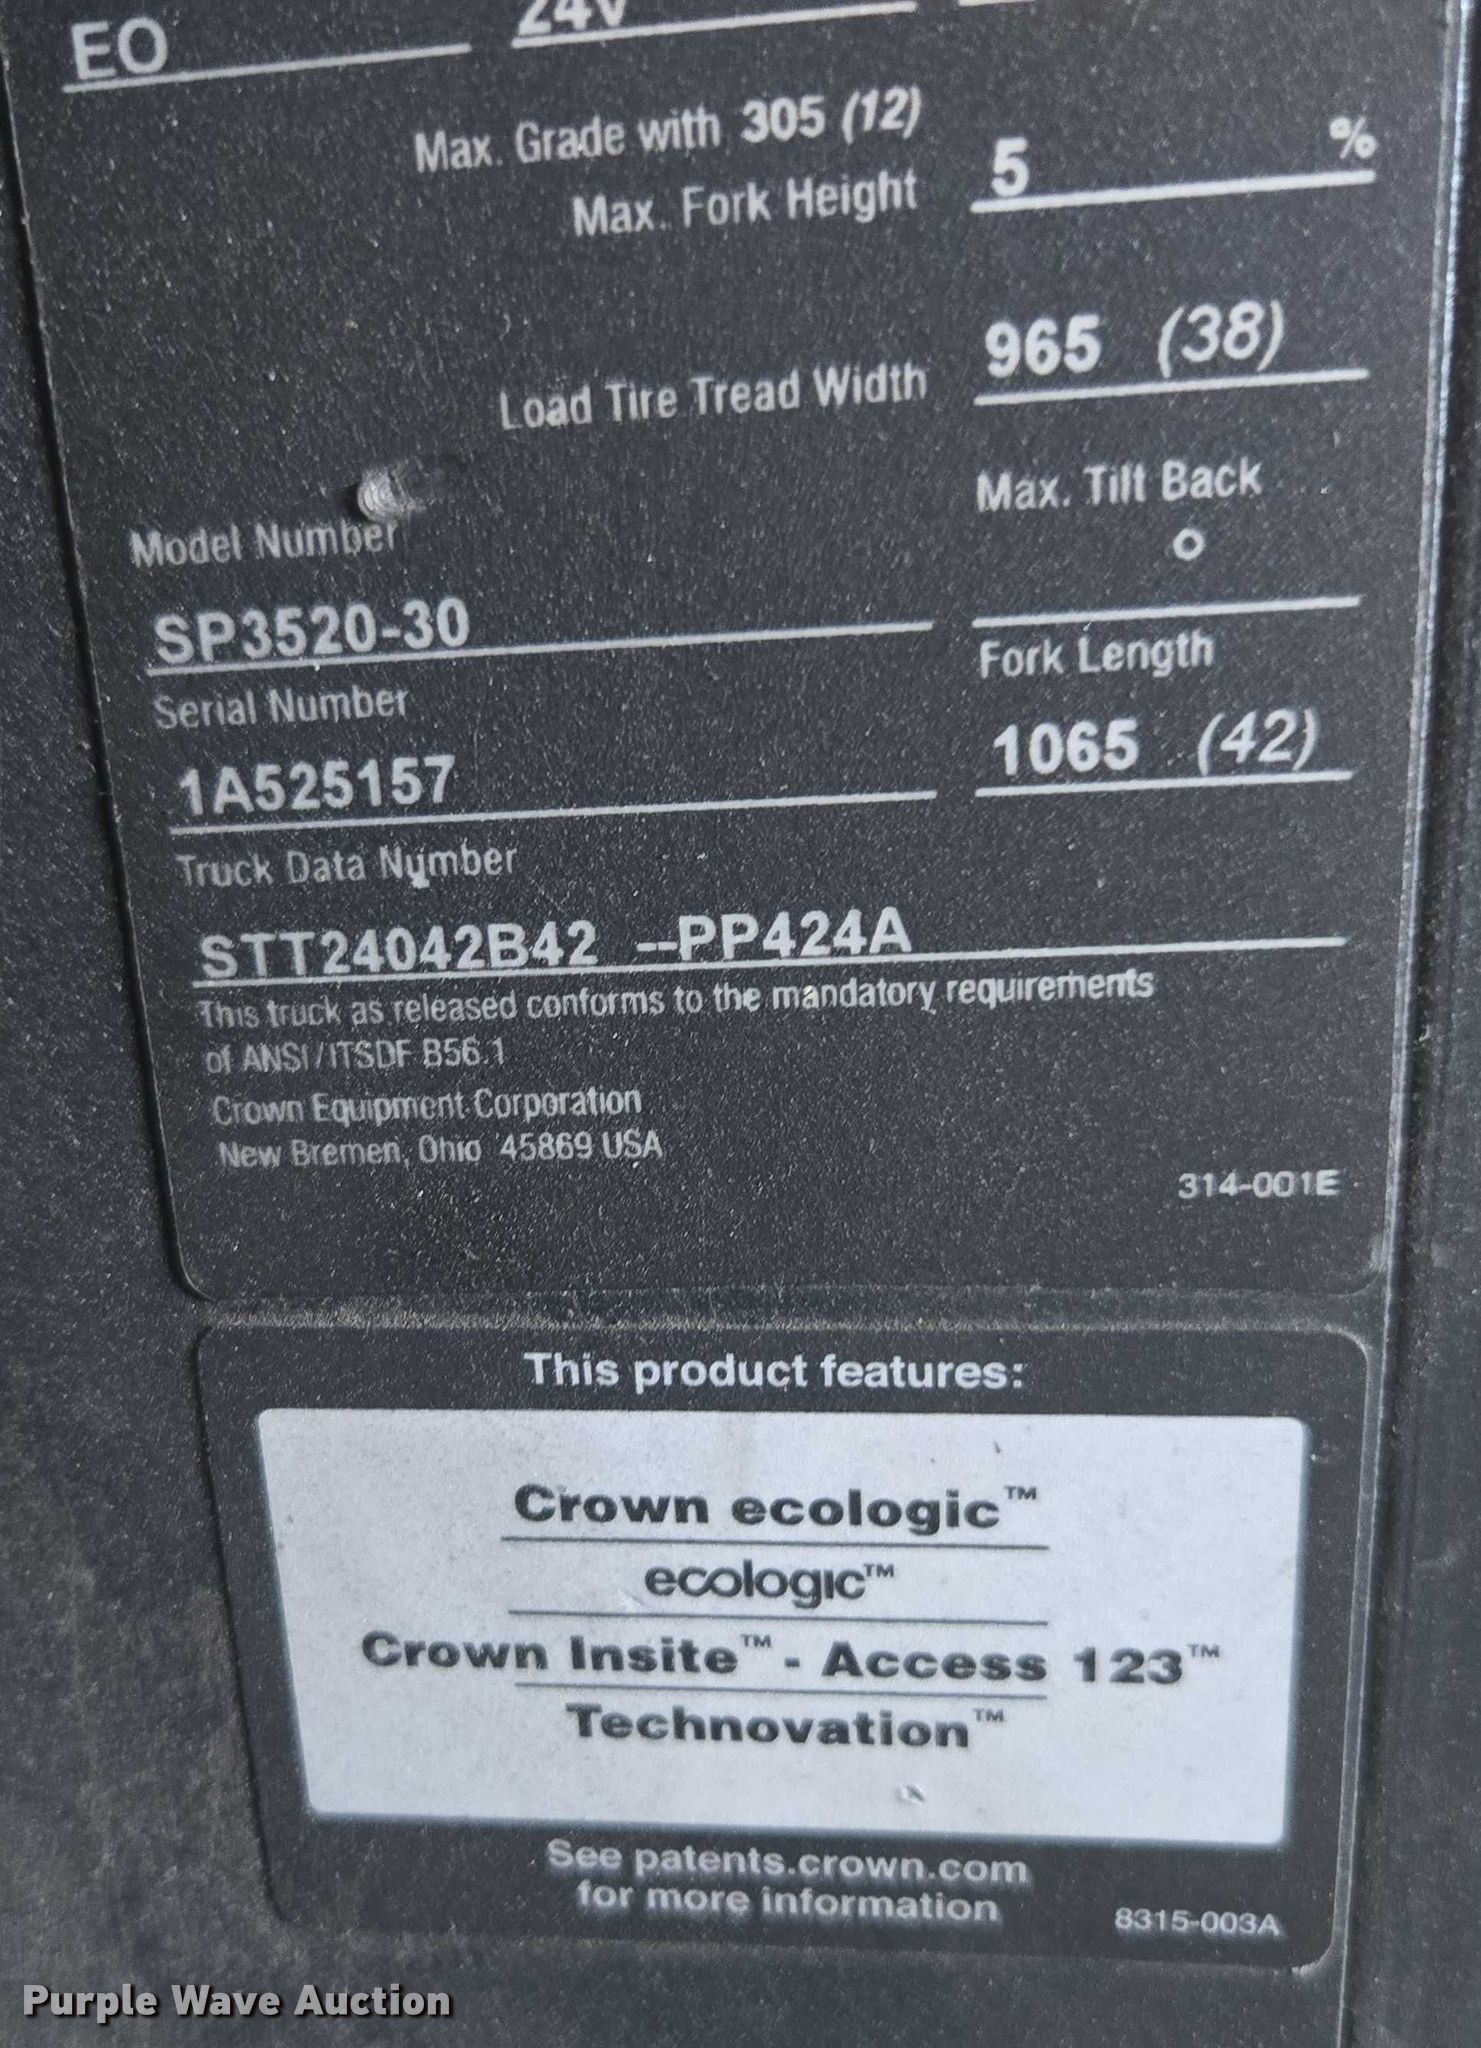 EO 24V
Max. Grade with 305 (12)
Max. Fork Height 5 %
Load Tire Tread Width 965 (38)
Max. Tilt Back
Model Number °
SP3520-30
Serial Number Fork Length
1A525157 1065 (42)
Truck Data Number
STT24042B42 --PP424A
This truck as released conforms to the mandatory requirements
of ANSI/ITSDF B56.1
Crown Equipment Corporation
New Bremen, Ohio 45869 USA
314-001E
This product features:
Crown ecologic™
ecologic™
Crown Insite™ - Access 123™
Technovation™
See patents.crown.com
for more information
8315-003A
Purple Wave Auction